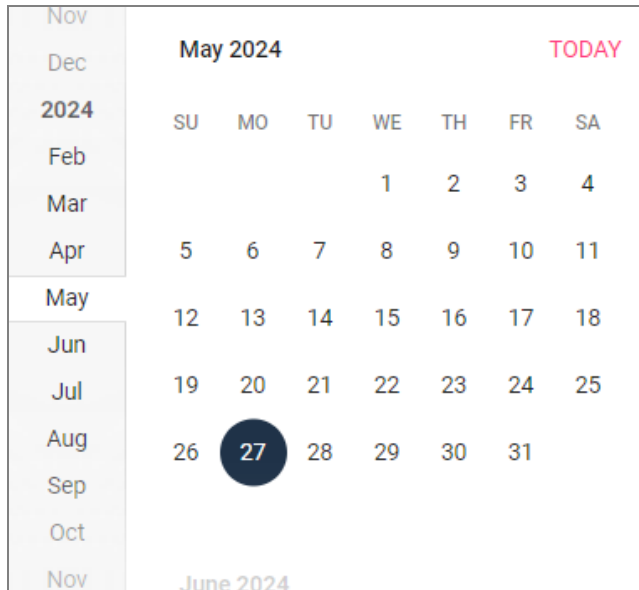 Nov
Dec
2024
Feb
Mar
Apr
May
Jun
Jul
Aug
Sep
Oct
Nov
May 2024 TODAY
SU MO TU WE TH FR SA
1 2 3 4
5 6 7 8 9 10 11
12 13 14 15 16 17 18
19 20 21 22 23 24 25
26 27 28 29 30 31
June 2024